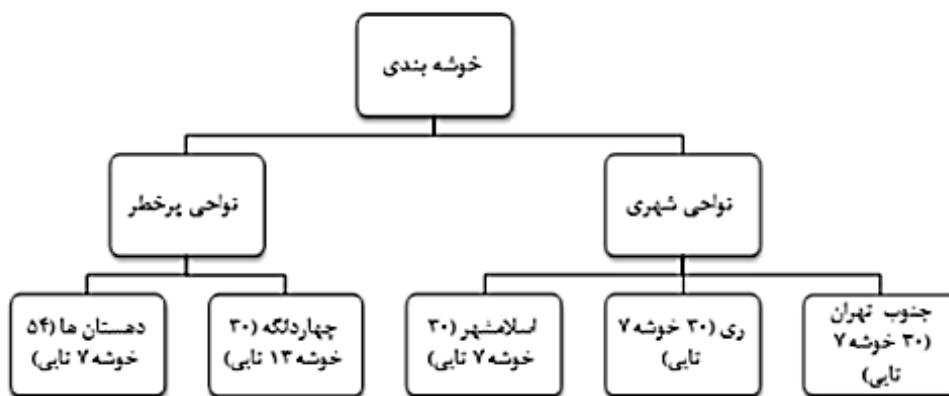 خوشه بندی
نواحی شهری
نواحی پرخطر
جنوب تهران
(۳۰ خوشه ۷
تایی)
ری (۳۰ خوشه ۷
تایی)
اسلامشهر (۳۰
خوشه ۷ تایی)
چهاردانگه (۳۰
خوشه ۱۳ تایی)
دهستان ها (۵۴
خوشه ۷ تایی)